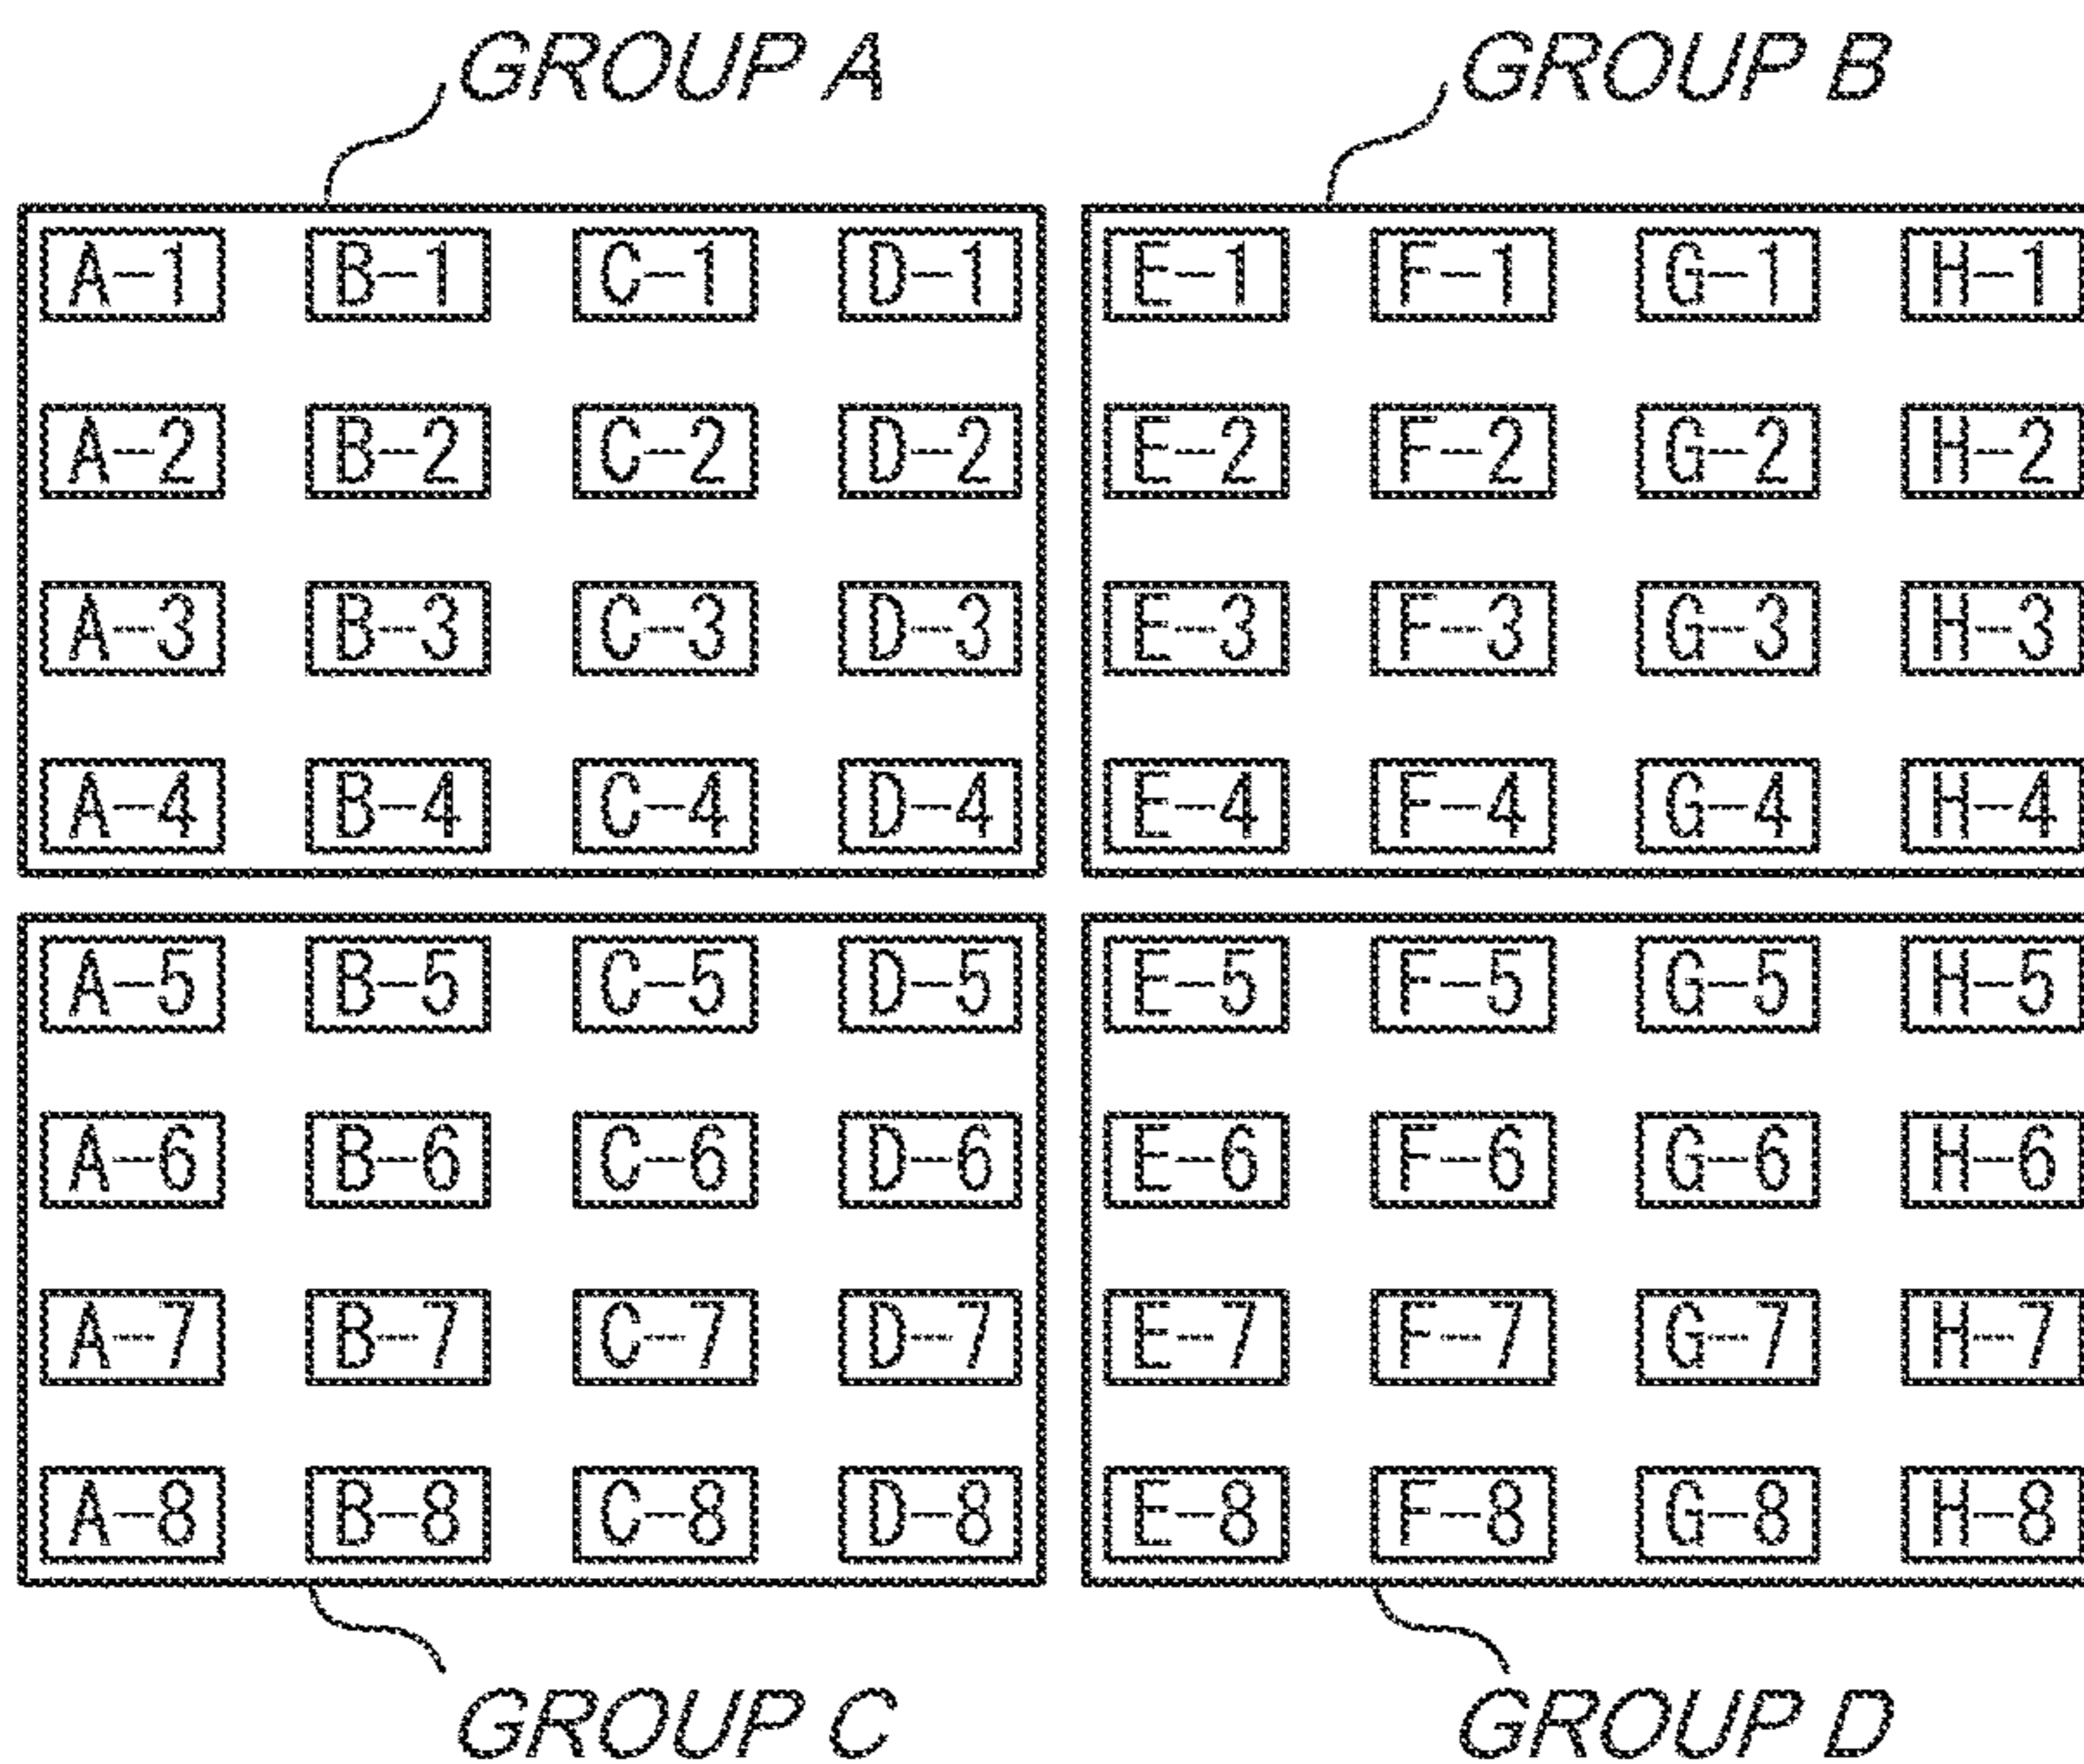 GROUP A GROUP B
A-1 B-1 C-1 D-1 E-1 F-1 G-1 H-1
A-2 B-2 C-2 D-2 E-2 F-2 G-2 H-2
A-3 B-3 C-3 D-3 E-3 F-3 G-3 H-3
A-4 B-4 C-4 D-4 E-4 F-4 G-4 H-4
A-5 B-5 C-5 D-5 E-5 F-5 G-5 H-5
A-6 B-6 C-6 D-6 E-6 F-6 G-6 H-6
A-7 B-7 C-7 D-7 E-7 F-7 G-7 H-7
A-8 B-8 C-8 D-8 E-8 F-8 G-8 H-8
GROUP C GROUP D